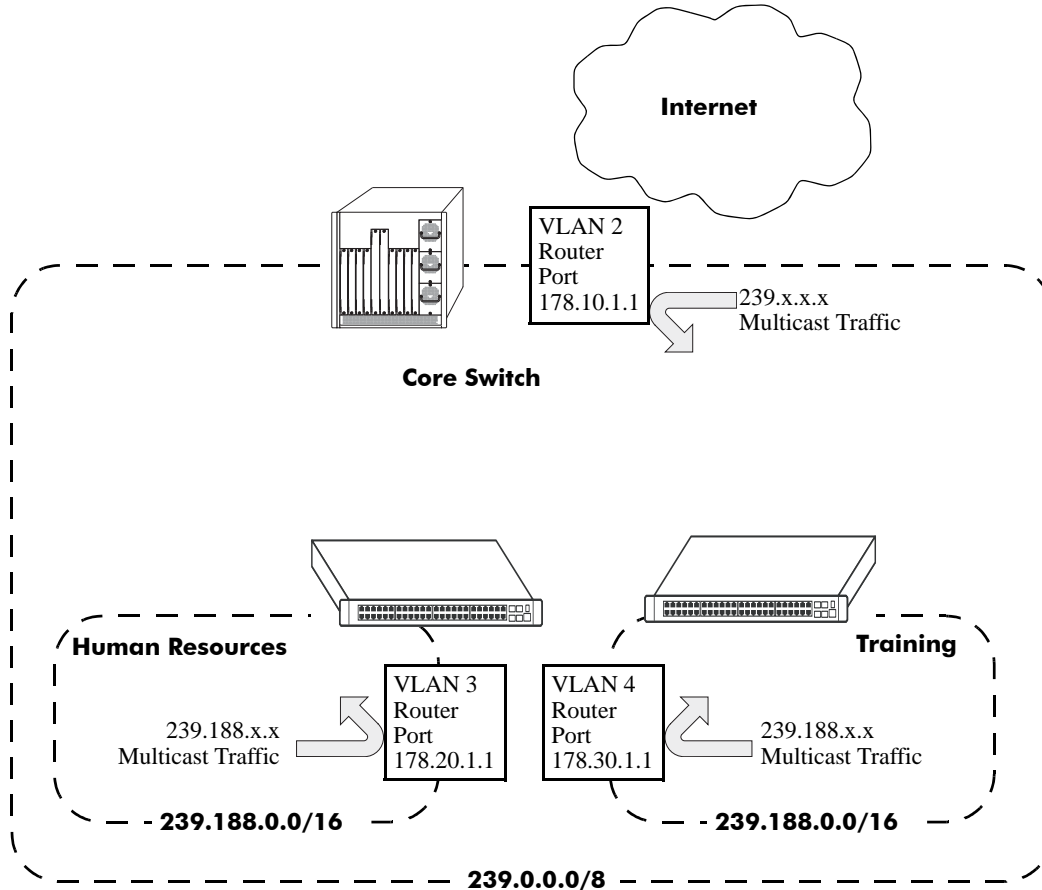 Internet
VLAN 2
Router
Port
178.10.1.1
239.x.x.x
Multicast Traffic
Core Switch
Human Resources
Training
VLAN 3
Router
Port
178.20.1.1
VLAN 4
Router
Port
178.30.1.1
239.188.x.x
Multicast Traffic
239.188.x.x
Multicast Traffic
239.188.0.0/16
239.188.0.0/16
239.0.0.0/8